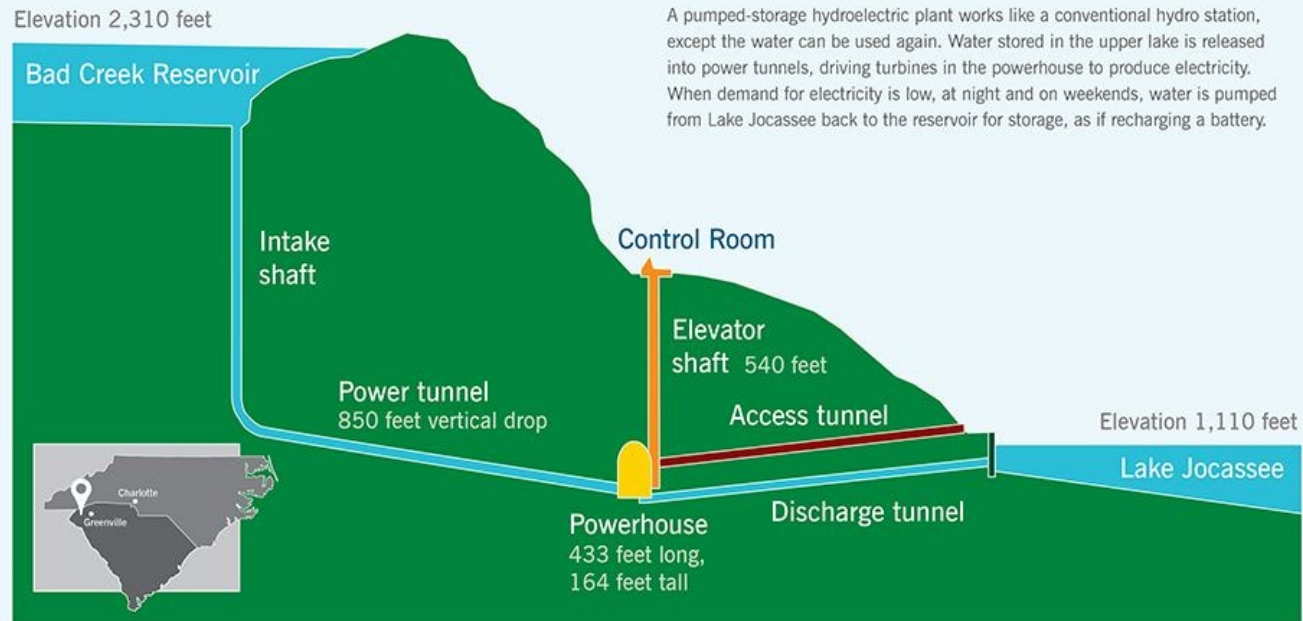 Elevation 2,310 feet
A pumped-storage hydroelectric plant works like a conventional hydro station,
except the water can be used again. Water stored in the upper lake is released
into power tunnels, driving turbines in the powerhouse to produce electricity.
When demand for electricity is low, at night and on weekends, water is pumped
from Lake Jocassee back to the reservoir for storage, as if recharging a battery.
Bad Creek Reservoir
Intake
shaft
Control Room
Elevator
shaft 540 feet
Power tunnel
850 feet vertical drop
Access tunnel
Elevation 1,110 feet
Lake Jocassee
Discharge tunnel
Powerhouse
433 feet long,
164 feet tall
Charlotte
Greenville